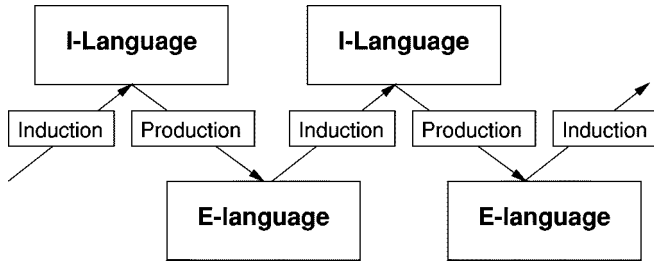 I-Language
I-Language
Induction
Production
Induction
Production
Induction
E-language
E-language